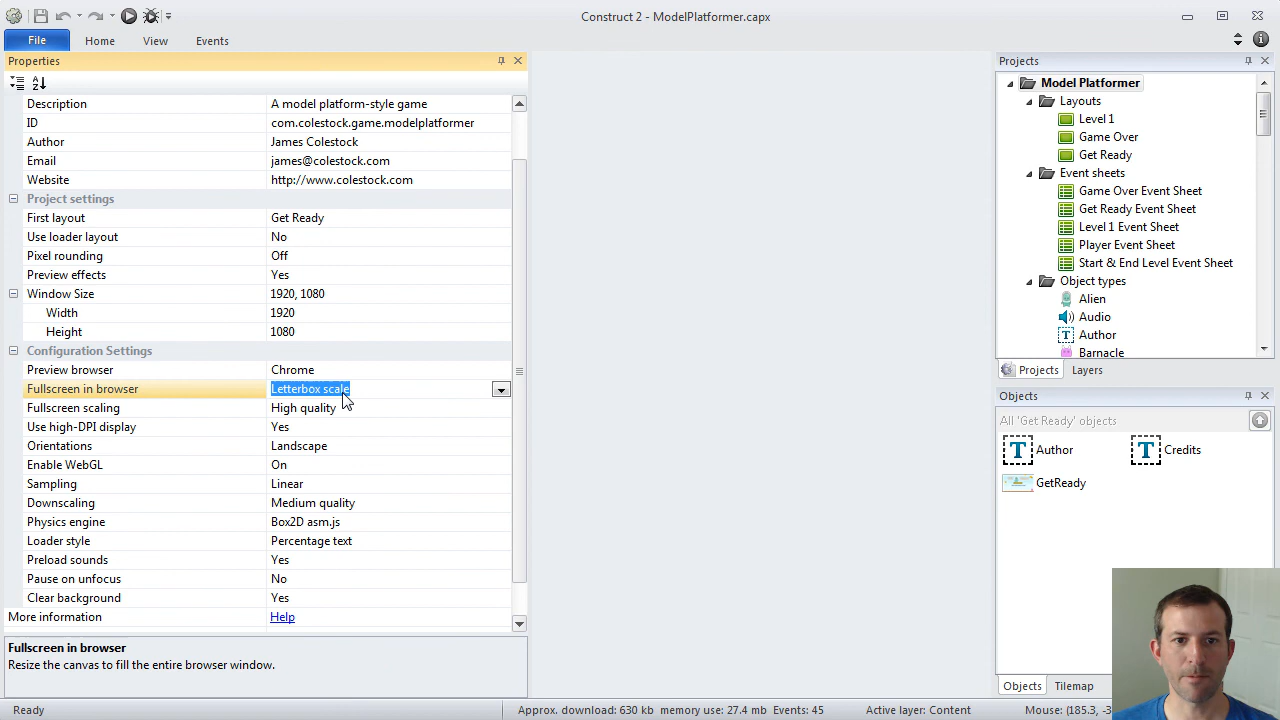 Construct 2 - ModelPlatformer.capx
File Home View Events
Properties
Description A model platform-style game
ID com.colestock.game.modelplatformer
Author James Colestock
Email james@colestock.com
Website http://www.colestock.com
Project settings
First layout Get Ready
Use loader layout No
Pixel rounding Off
Preview effects Yes
Window Size 1920, 1080
Width 1920
Height 1080
Configuration Settings
Preview browser Chrome
Fullscreen in browser Letterbox scale
Fullscreen scaling High quality
Use high-DPI display Yes
Orientations Landscape
Enable WebGL On
Sampling Linear
Downscaling Medium quality
Physics engine Box2D asm.js
Loader style Percentage text
Preload sounds Yes
Pause on unfocus No
Clear background Yes
More information Help
Fullscreen in browser
Resize the canvas to fill the entire browser window.
Projects
Model Platformer
Layouts
Level 1
Game Over
Get Ready
Event sheets
Game Over Event Sheet
Get Ready Event Sheet
Level 1 Event Sheet
Player Event Sheet
Start & End Level Event Sheet
Object types
Alien
Audio
Author
Barnacle
Projects Layers
Objects
All 'Get Ready' objects
Author Credits
GetReady
Objects Tilemap
Ready Approx. download: 630 kb memory use: 27.4 mb Events: 45 Active layer: Content Mouse: (185.3, -3